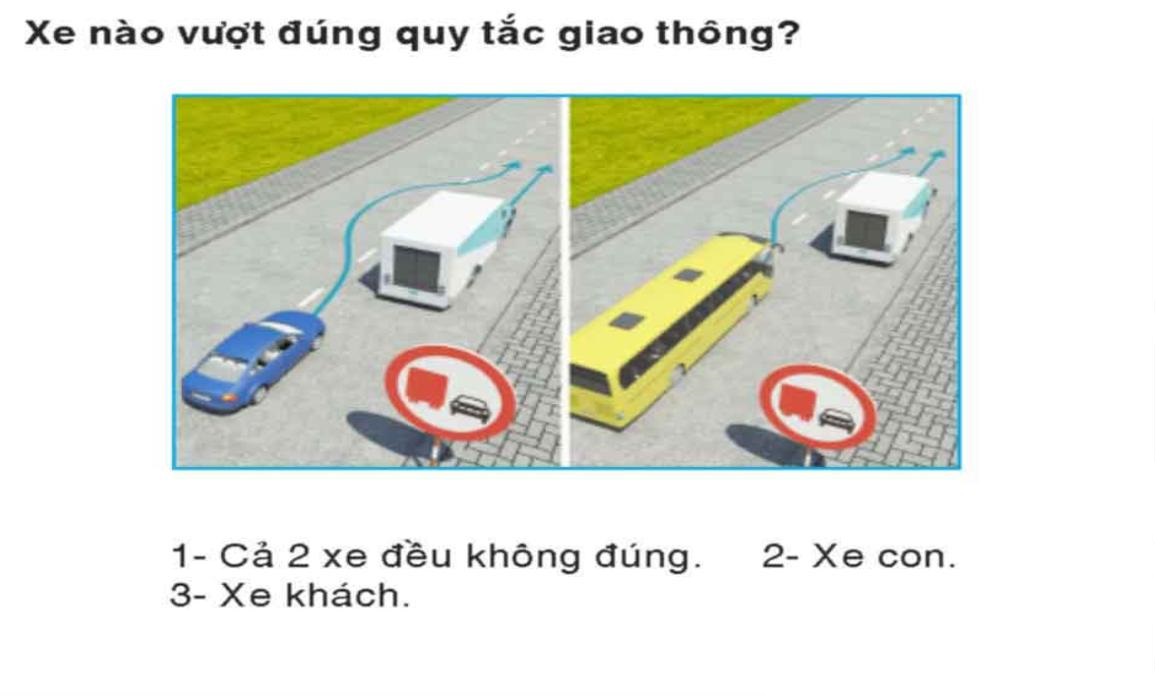 Xe nào vượt đúng quy tắc giao thông?
1- Cả 2 xe đều không đúng. 2- Xe con.
3- Xe khách.